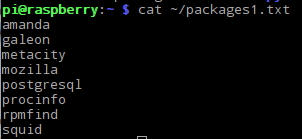 pi@raspberry:~ $ cat ~/packages1.txt
amanda
galeon
metacity
mozilla
postgresql
procinfo
rpmfind
squid